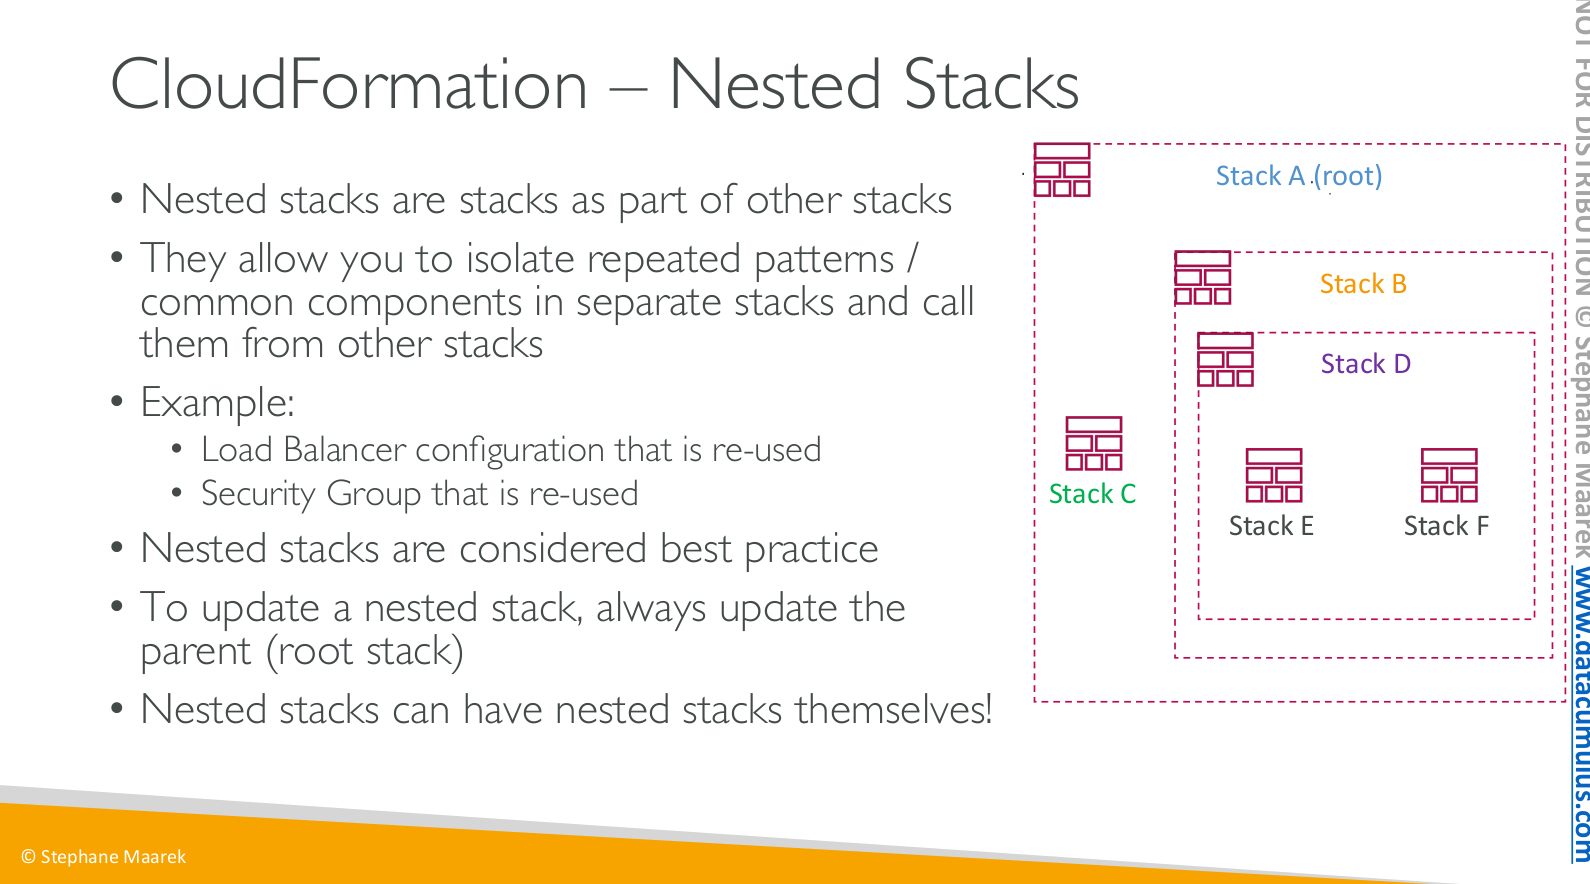 CloudFormation – Nested Stacks
• Nested stacks are stacks as part of other stacks
• They allow you to isolate repeated patterns /
common components in separate stacks and call
them from other stacks
• Example:
• Load Balancer configuration that is re-used
• Security Group that is re-used
• Nested stacks are considered best practice
• To update a nested stack, always update the
parent (root stack)
• Nested stacks can have nested stacks themselves!
Stack A (root)
Stack B
Stack D
Stack C
Stack E
Stack F
© Stephane Maarek
NOT FOR DISTRIBUTION © Stephane Maarek www.datacumulus.com